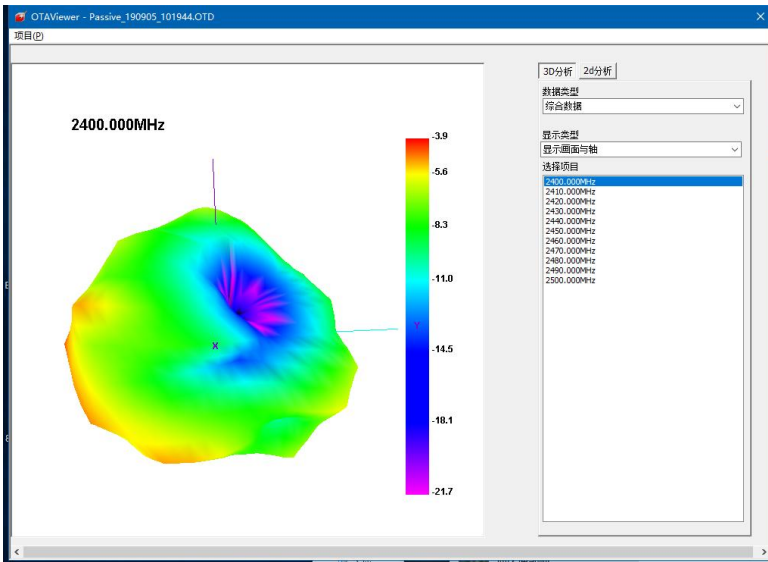 OTAViewer - Passive_190905_101944.OTD
项目(P)
2400.000MHz
-3.9
-5.6
-8.3
-11.0
-14.5
-18.1
-21.7
X
Y
3D分析 2d分析
数据类型
综合数据
显示类型
显示画面与轴
选择项目
2400.000MHz
2410.000MHz
2420.000MHz
2430.000MHz
2440.000MHz
2450.000MHz
2460.000MHz
2470.000MHz
2480.000MHz
2490.000MHz
2500.000MHz